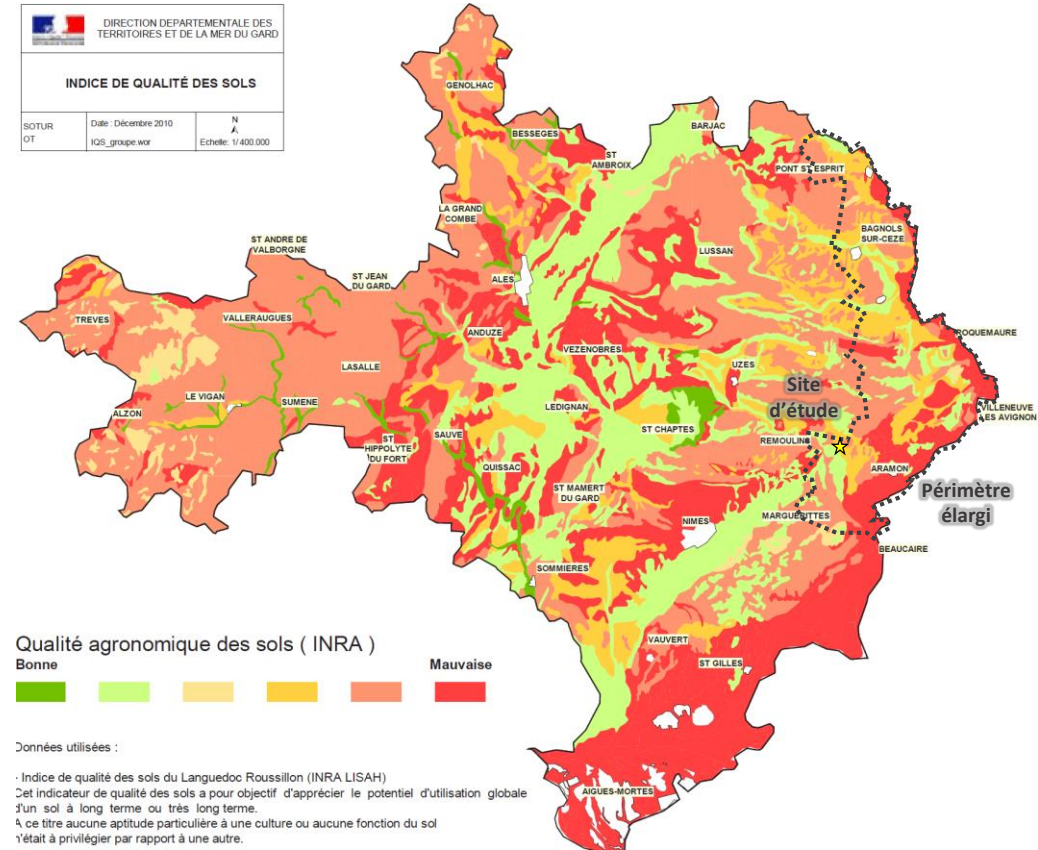 DIRECTION DEPARTEMENTALE DES
TERRITOIRES ET DE LA MER DU GARD
INDICE DE QUALITÉ DES SOLS
SOTUR
OT
Date : Décembre 2010
IQS_groupe.wor
N
Echelle: 1/ 400.000
GENOLHAC
BESSEGES
BARJAC
ST
AMBROIX
PONT ST ESPRIT
LA GRAND
COMBE
BAGNOLS
SUR-CEZE
ST ANDRE DE
VALBORGNE
LUSSAN
ST JEAN
DU GARD
ALES
TREVES
VALLERAUGUES
ANDUZE
ROQUEMAURE
VEZENOBRES
LASALLE
UZES
Site
d'étude
LE VIGAN
SUMENE
LEDIGNAN
VILLENEUVE
LES AVIGNON
ALZON
ST CHAPTES
ST
HIPPOLYTE
DU FORT
SAUVE
REMOULINS
QUISSAC
ARAMON
ST MAMERT
DU GARD
Périmètre
élargi
NIMES
MARGUERITTES
BEAUCAIRE
SOMMIERES
VAUVERT
ST GILLES
AIGUES-MORTES
Qualité agronomique des sols ( INRA )
Bonne
Mauvaise
Données utilisées :
- Indice de qualité des sols du Languedoc Roussillon (INRA LISAH)
Cet indicateur de qualité des sols a pour objectif d'apprécier le potentiel d'utilisation globale
d'un sol à long terme ou très long terme.
A ce titre aucune aptitude particulière à une culture ou aucune fonction du sol
n'était à privilégier par rapport à une autre.